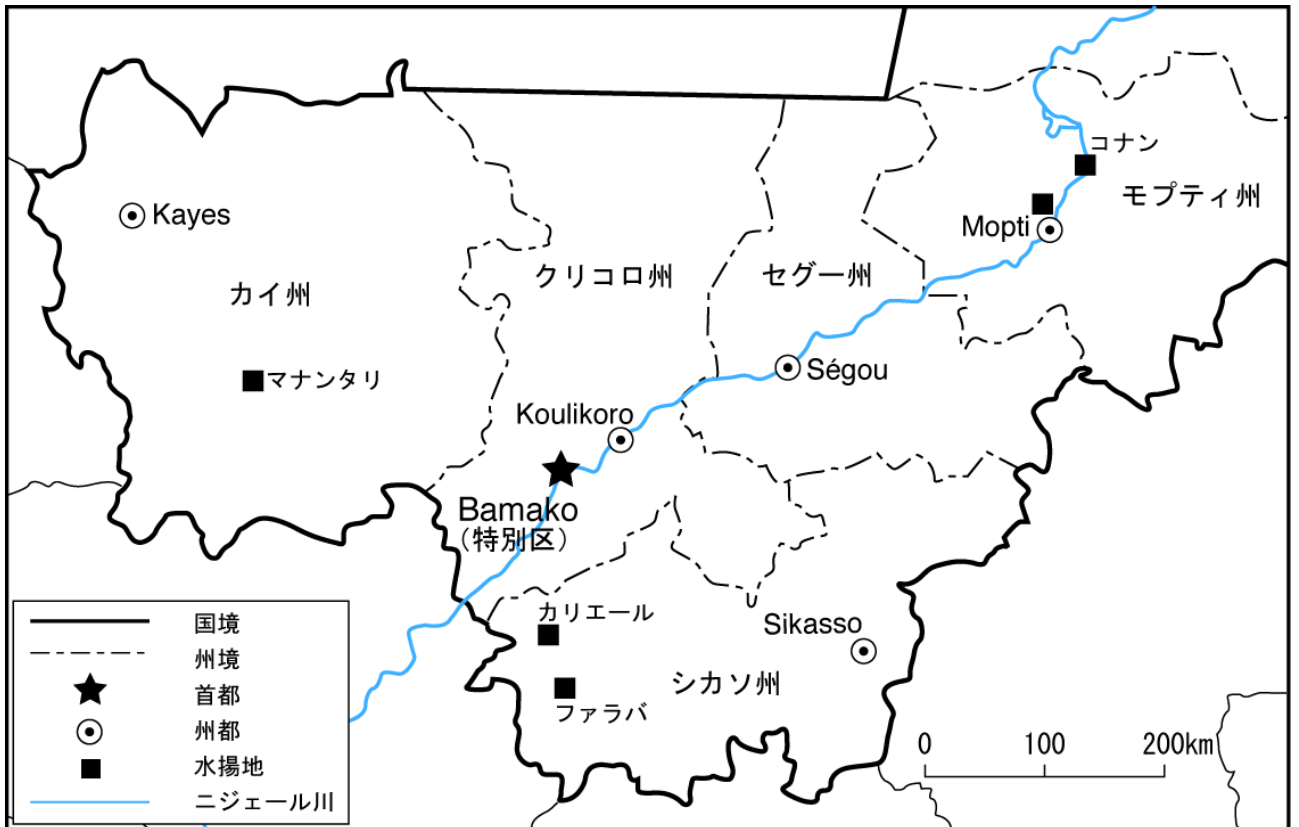 コナン
モプティ州
Kayes
Mopti
クリコロ州
セグー州
カイ州
マナンタリ
Ségou
Koulikoro
Bamako
（特別区）
カリエール
Sikasso
シカソ州
ファラバ
国境
州境
首都
州都
水揚地
ニジェール川
0 100 200km